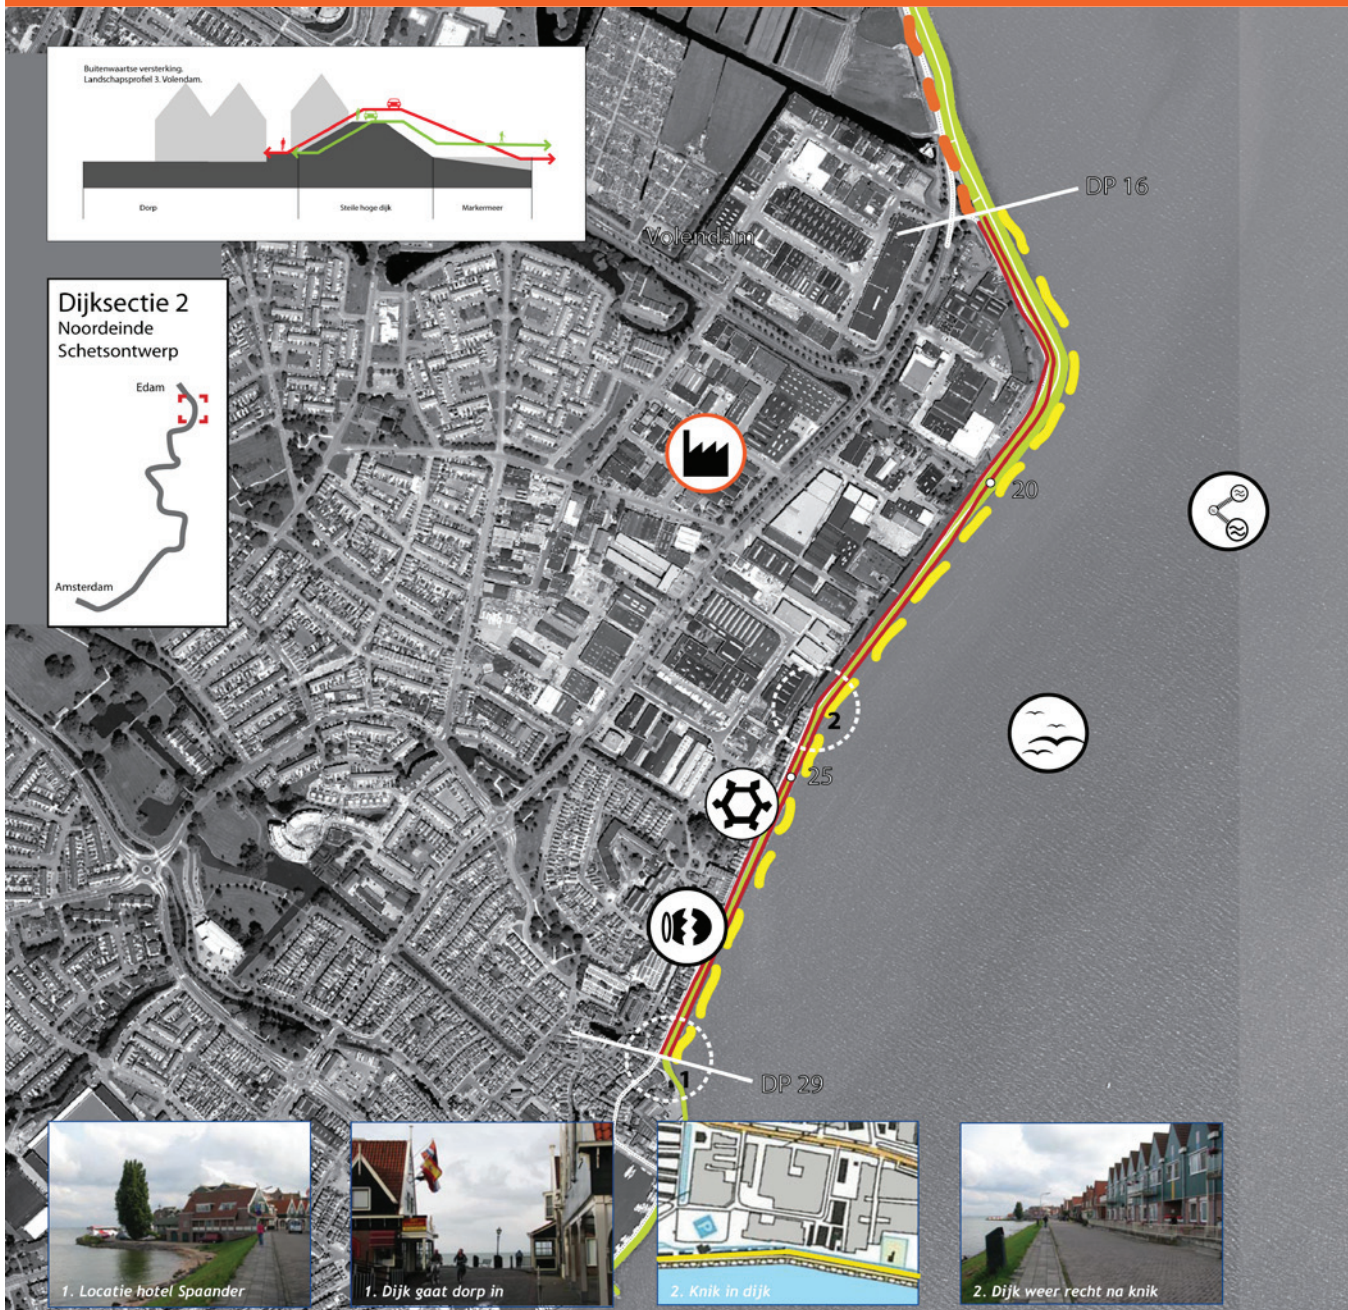 Buitenwaartse versterking.
Landschapsprofiel 3. Volendam.
Dorp
Steile hoge dijk
Markermeer
DP 16
Volendam
Dijksectie 2
Noordeinde
Schetsontwerp
Edam
Amsterdam
20
2
25
1
DP 29
P
1. Locatie hotel Spaander
1. Dijk gaat dorp in
2. Knik in dijk
2. Dijk weer recht na knik